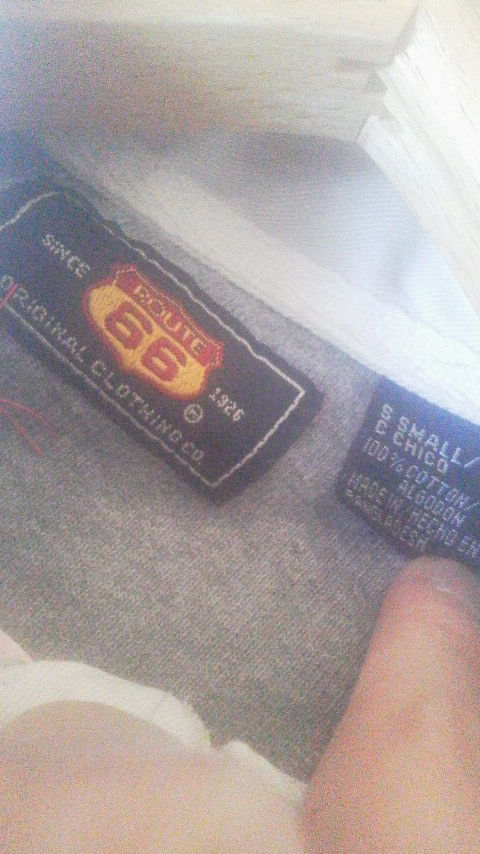 SINCE
ROUTE
66
1926
®
ORIGINAL CLOTHING CO.
S SMALL/
C CHICO
100% COTTON/
ALGODON
MADE IN/HECHO EN
BANGLADESH